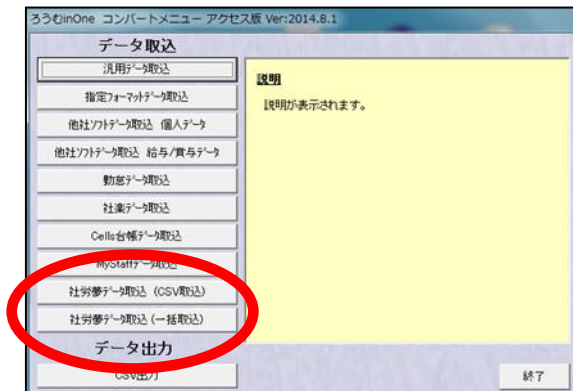 ろうむinOne コンバートメニュー アクセス版 Ver:2014.8.1
データ取込
汎用ﾃﾞｰﾀ取込
指定ﾌｫｰﾏｯﾄﾃﾞｰﾀ取込
他社ｿﾌﾄﾃﾞｰﾀ取込 個人ﾃﾞｰﾀ
他社ｿﾌﾄﾃﾞｰﾀ取込 給与/賞与ﾃﾞｰﾀ
勤怠ﾃﾞｰﾀ取込
社楽ﾃﾞｰﾀ取込
Cells台帳ﾃﾞｰﾀ取込
MyStaffﾃﾞｰﾀ取込
社労夢ﾃﾞｰﾀ取込 (CSV取込)
社労夢ﾃﾞｰﾀ取込 (一括取込)
データ出力
CSV出力
説明
説明が表示されます。
終了